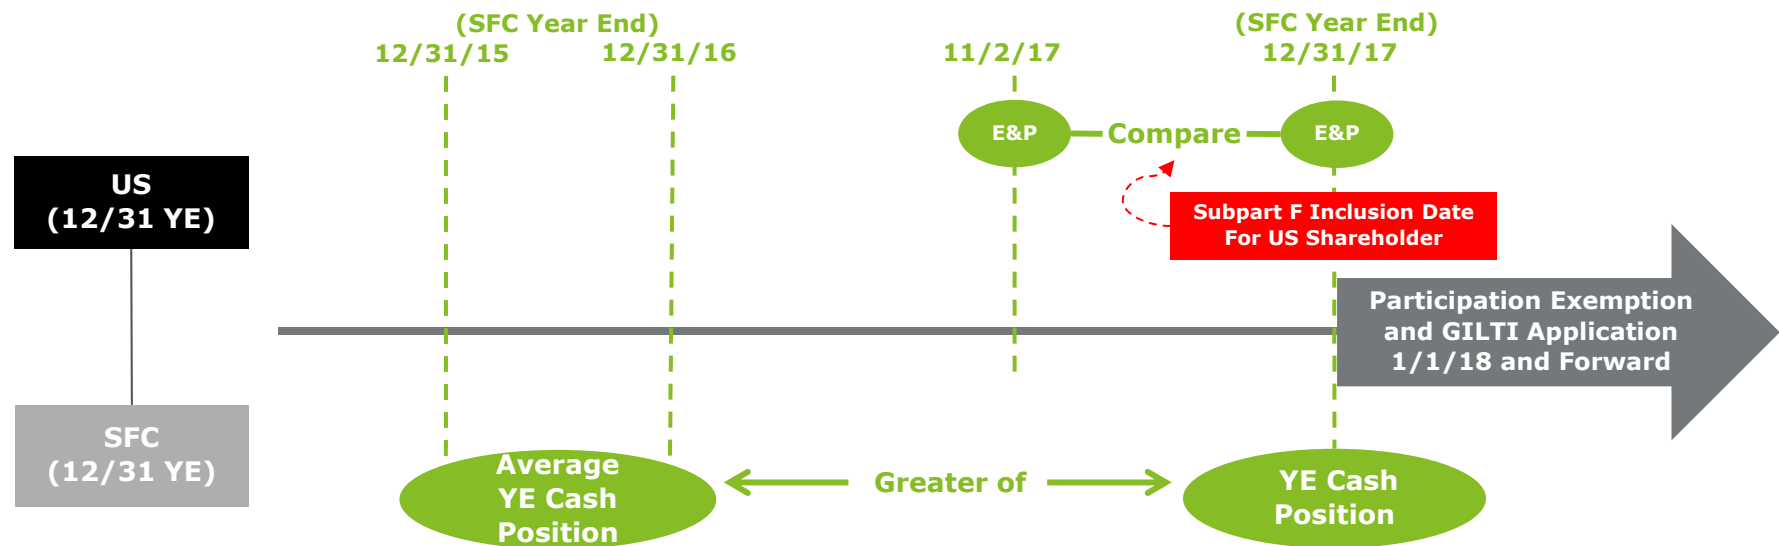 (SFC Year End)
12/31/15
12/31/16
11/2/17
(SFC Year End)
12/31/17
E&P
Compare
E&P
US
(12/31 YE)
Subpart F Inclusion Date
For US Shareholder
Participation Exemption
and GILTI Application
1/1/18 and Forward
SFC
(12/31 YE)
Average
YE Cash
Position
Greater of
YE Cash
Position